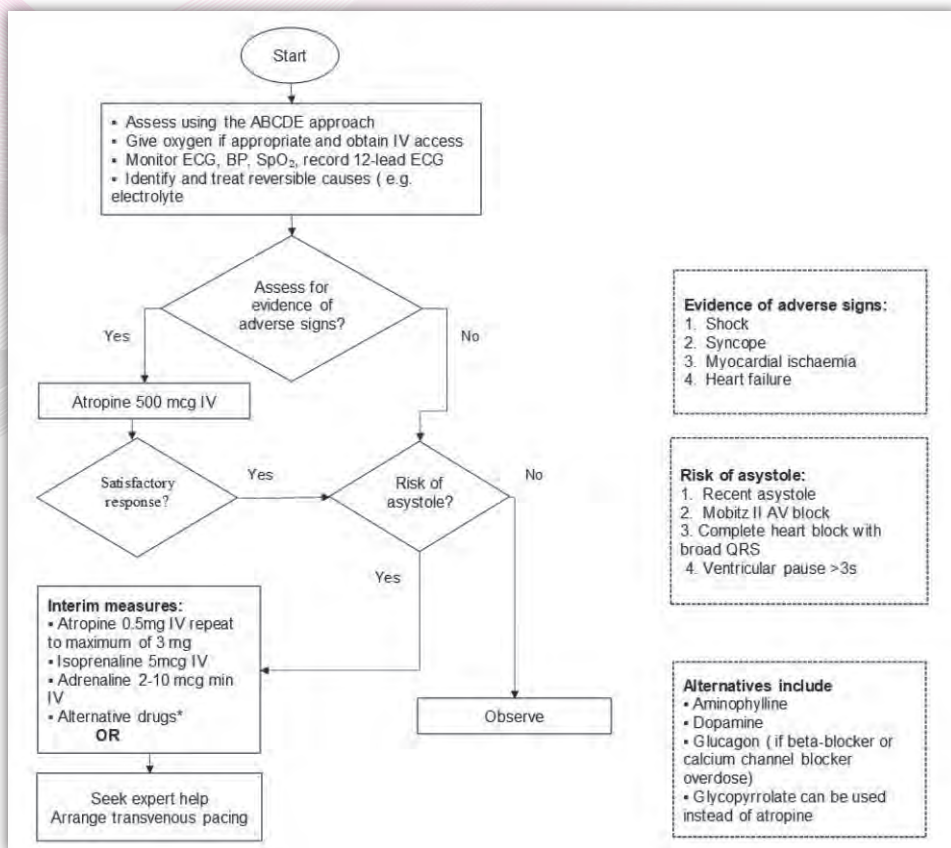 Start
▪ Assess using the ABCDE approach
▪ Give oxygen if appropriate and obtain IV access
▪ Monitor ECG, BP, SpO₂, record 12-lead ECG
▪ Identify and treat reversible causes ( e.g.
electrolyte
Assess for
evidence of
adverse signs?
Yes
No
Atropine 500 mcg IV
Satisfactory
response?
Yes
Risk of
asystole?
No
Yes
Interim measures:
▪ Atropine 0.5mg IV repeat
to maximum of 3 mg
▪ Isoprenaline 5mcg IV
▪ Adrenaline 2-10 mcg min
IV
▪ Alternative drugs*
OR
Observe
Seek expert help
Arrange transvenous pacing
Evidence of adverse signs:
1. Shock
2. Syncope
3. Myocardial ischaemia
4. Heart failure
Risk of asystole:
1. Recent asystole
2. Mobitz II AV block
3. Complete heart block with
broad QRS
4. Ventricular pause >3s
Alternatives include
▪ Aminophylline
▪ Dopamine
▪ Glucagon ( if beta-blocker or
calcium channel blocker
overdose)
▪ Glycopyrrolate can be used
instead of atropine